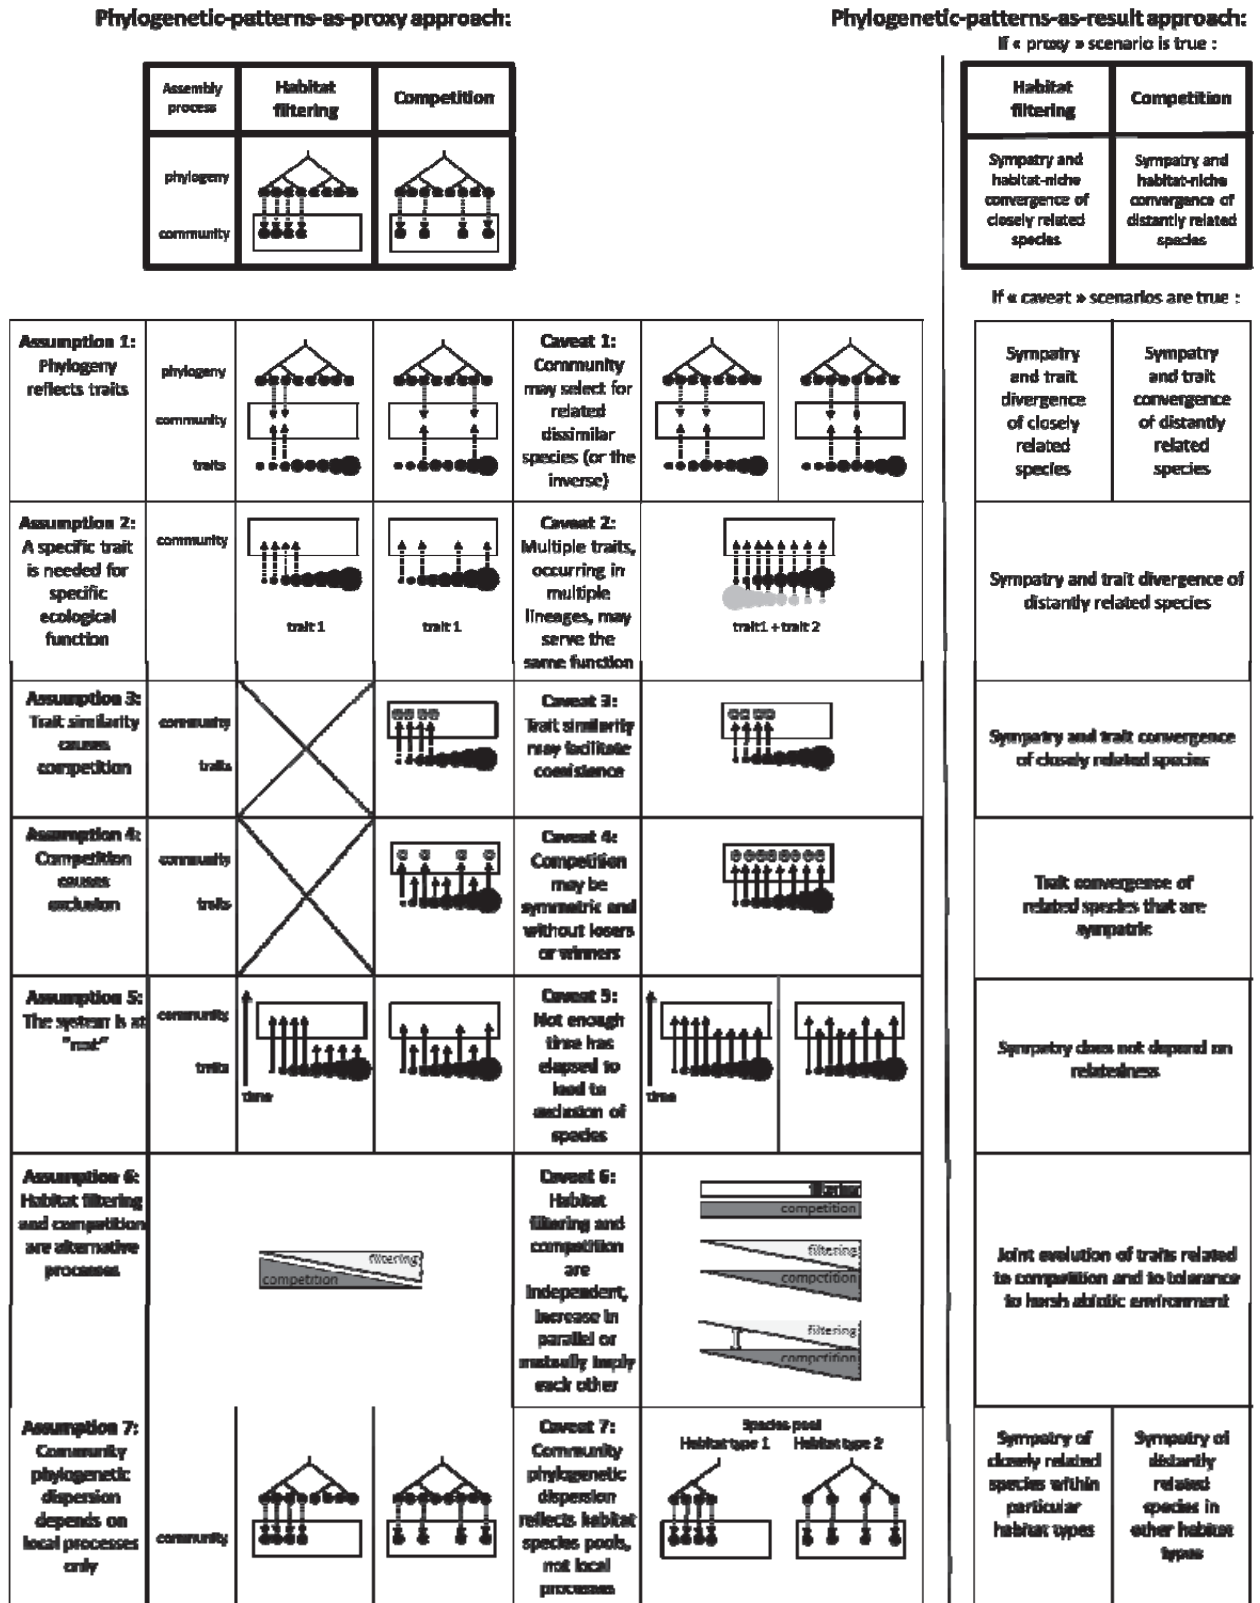 Phylogenetic-patterns-as-proxy approach:
Phylogenetic-patterns-as-result approach:
If « proxy » scenario is true :
Assembly
process
Habitat
filtering
Competition
phylogeny
community
Habitat
filtering
Competition
Sympatry and
habitat-niche
convergence of
closely related
species
Sympatry and
habitat-niche
convergence of
distantly related
species
If « caveat » scenarios are true :
Assumption 1:
Phylogeny
reflects traits
phylogeny
community
traits
Caveat 1:
Community
may select for
related
dissimilar
species (or the
inverse)
Sympatry
and trait
divergence
of closely
related
species
Sympatry
and trait
convergence
of distantly
related
species
Assumption 2:
A specific trait
is needed for
specific
ecological
function
community
trait 1
trait 1
Caveat 2:
Multiple traits,
occurring in
multiple
lineages, may
serve the
same function
trait1 + trait 2
Sympatry and trait divergence of
distantly related species
Assumption 3:
Trait similarity
causes
competition
community
traits
Caveat 3:
Trait similarity
may facilitate
coexistence
Sympatry and trait convergence
of closely related species
Assumption 4:
Competition
causes
exclusion
community
traits
Caveat 4:
Competition
may be
symmetric and
without losers
or winners
Trait convergence of
related species that are
sympatric
Assumption 5:
The system is at
"rest"
community
traits
time
Caveat 5:
Not enough
time has
elapsed to
lead to
exclusion of
species
time
Sympatry does not depend on
relatedness
Assumption 6:
Habitat filtering
and competition
are alternative
processes
filtering
competition
Caveat 6:
Habitat
filtering and
competition
are
independent,
increase in
parallel or
mutually imply
each other
filtering
competition
filtering
competition
filtering
competition
Joint evolution of traits related
to competition and to tolerance
to harsh abiotic environment
Assumption 7:
Community
phylogenetic
dispersion
depends on
local processes
only
community
Caveat 7:
Community
phylogenetic
dispersion
reflects habitat
species pools,
not local
processes
Species pool
Habitat type 1
Habitat type 2
Sympatry of
closely related
species within
particular
habitat types
Sympatry of
distantly
related
species in
other habitat
types